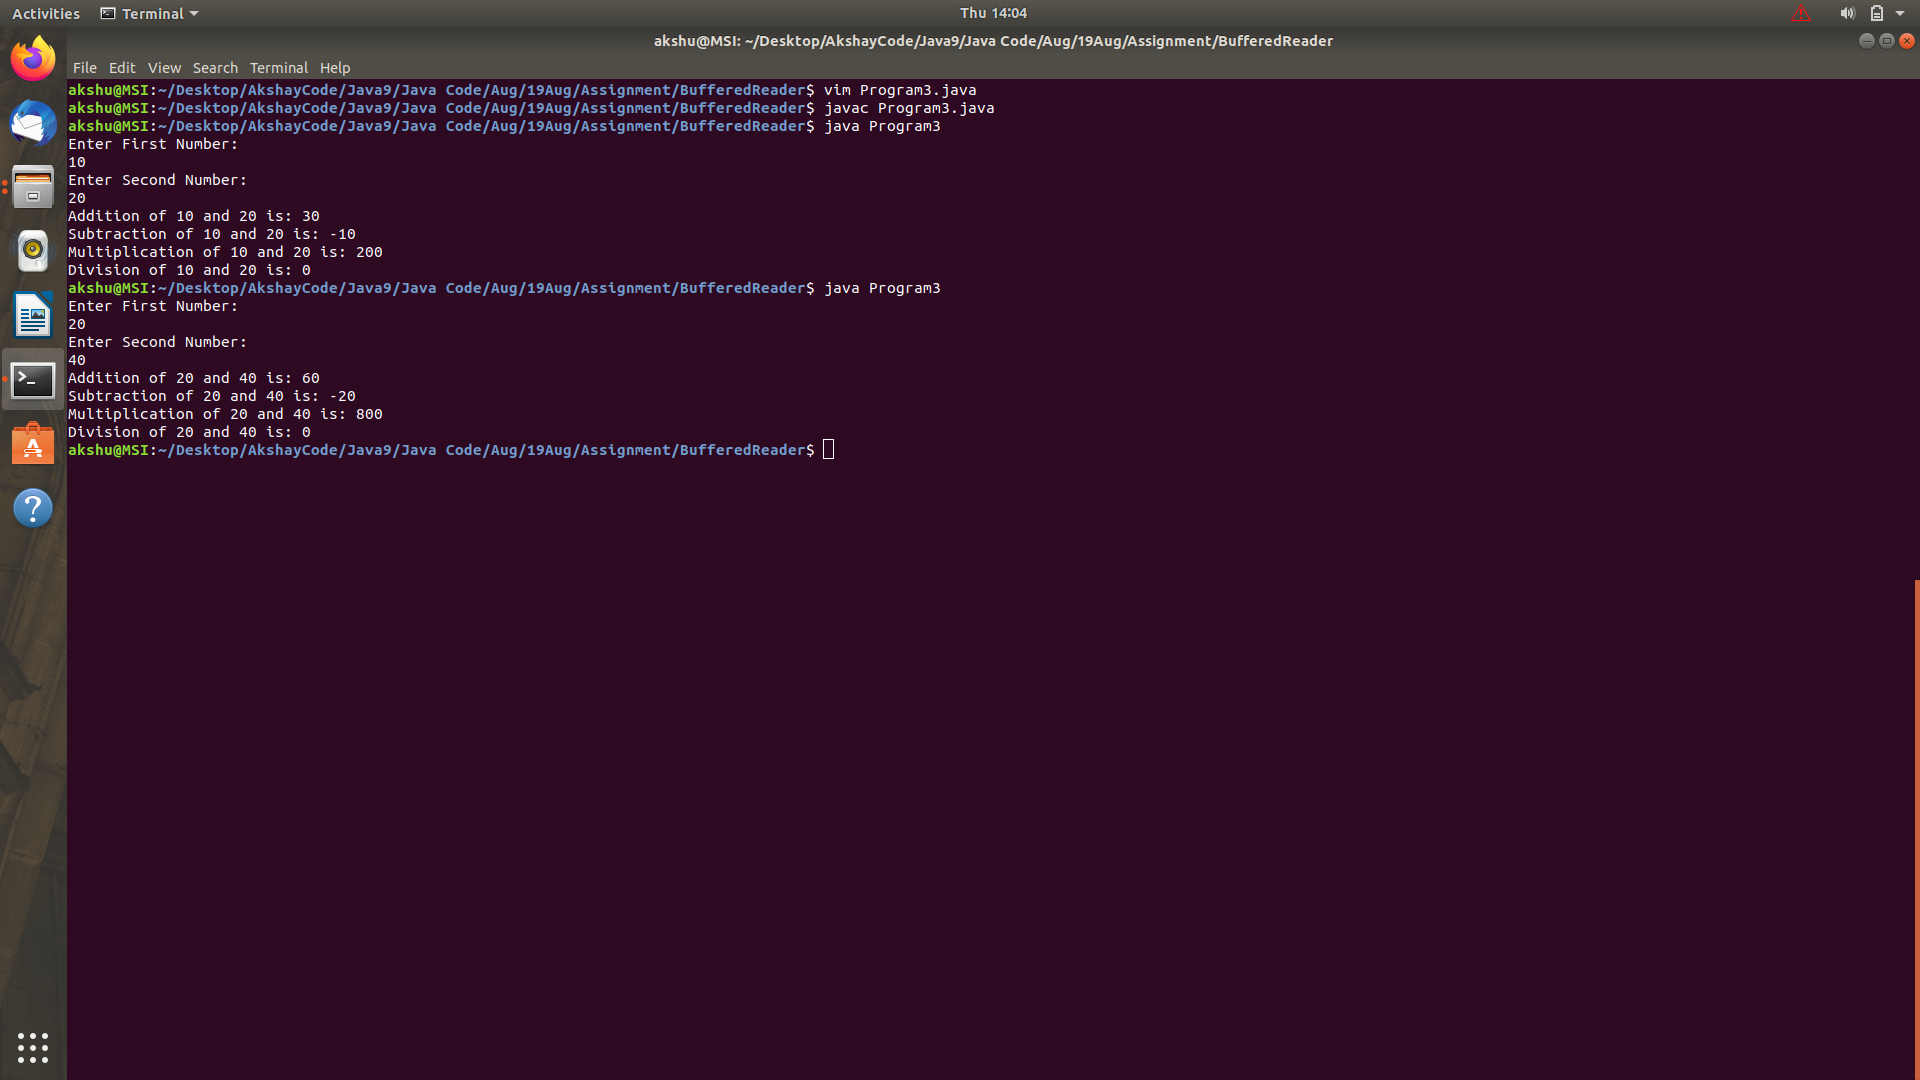 Activities Terminal Thu 14:04
akshu@MSI: ~/Desktop/AkshayCode/Java9/Java Code/Aug/19Aug/Assignment/BufferedReader
File Edit View Search Terminal Help
akshu@MSI:~/Desktop/AkshayCode/Java9/Java Code/Aug/19Aug/Assignment/BufferedReader$ vim Program3.java
akshu@MSI:~/Desktop/AkshayCode/Java9/Java Code/Aug/19Aug/Assignment/BufferedReader$ javac Program3.java
akshu@MSI:~/Desktop/AkshayCode/Java9/Java Code/Aug/19Aug/Assignment/BufferedReader$ java Program3
Enter First Number:
10
Enter Second Number:
20
Addition of 10 and 20 is: 30
Subtraction of 10 and 20 is: -10
Multiplication of 10 and 20 is: 200
Division of 10 and 20 is: 0
akshu@MSI:~/Desktop/AkshayCode/Java9/Java Code/Aug/19Aug/Assignment/BufferedReader$ java Program3
Enter First Number:
20
Enter Second Number:
40
Addition of 20 and 40 is: 60
Subtraction of 20 and 40 is: -20
Multiplication of 20 and 40 is: 800
Division of 20 and 40 is: 0
akshu@MSI:~/Desktop/AkshayCode/Java9/Java Code/Aug/19Aug/Assignment/BufferedReader$